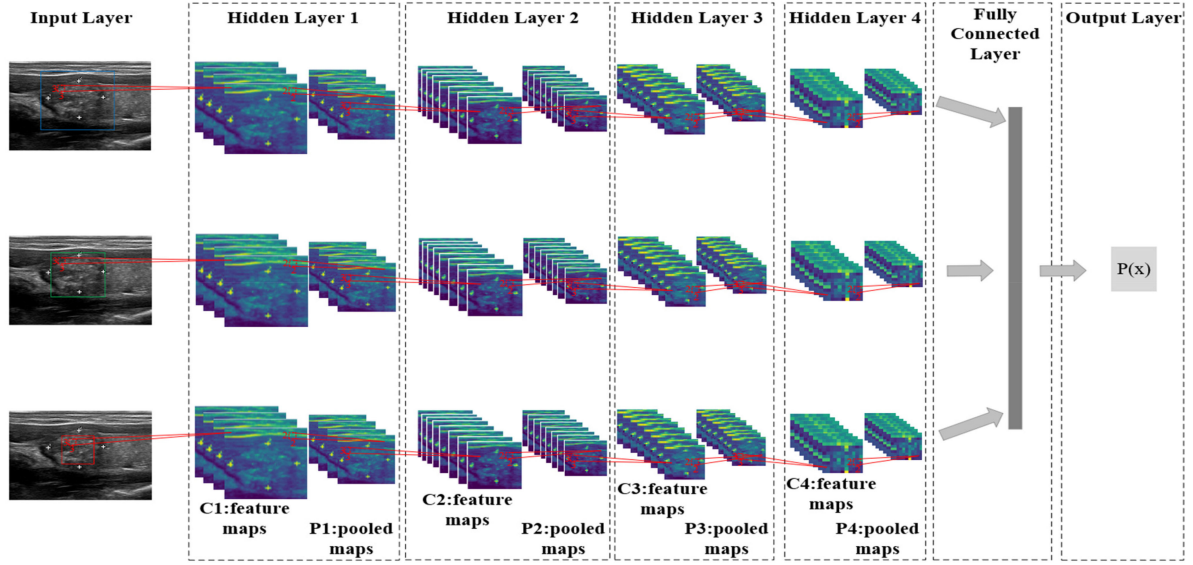 Input Layer
Hidden Layer 1
Hidden Layer 2
Hidden Layer 3
Hidden Layer 4
Fully
Connected
Layer
Output Layer
P(x)
C1:feature
maps
P1:pooled
maps
C2:feature
maps
P2:pooled
maps
C3:feature
maps
P3:pooled
maps
C4:feature
maps
P4:pooled
maps